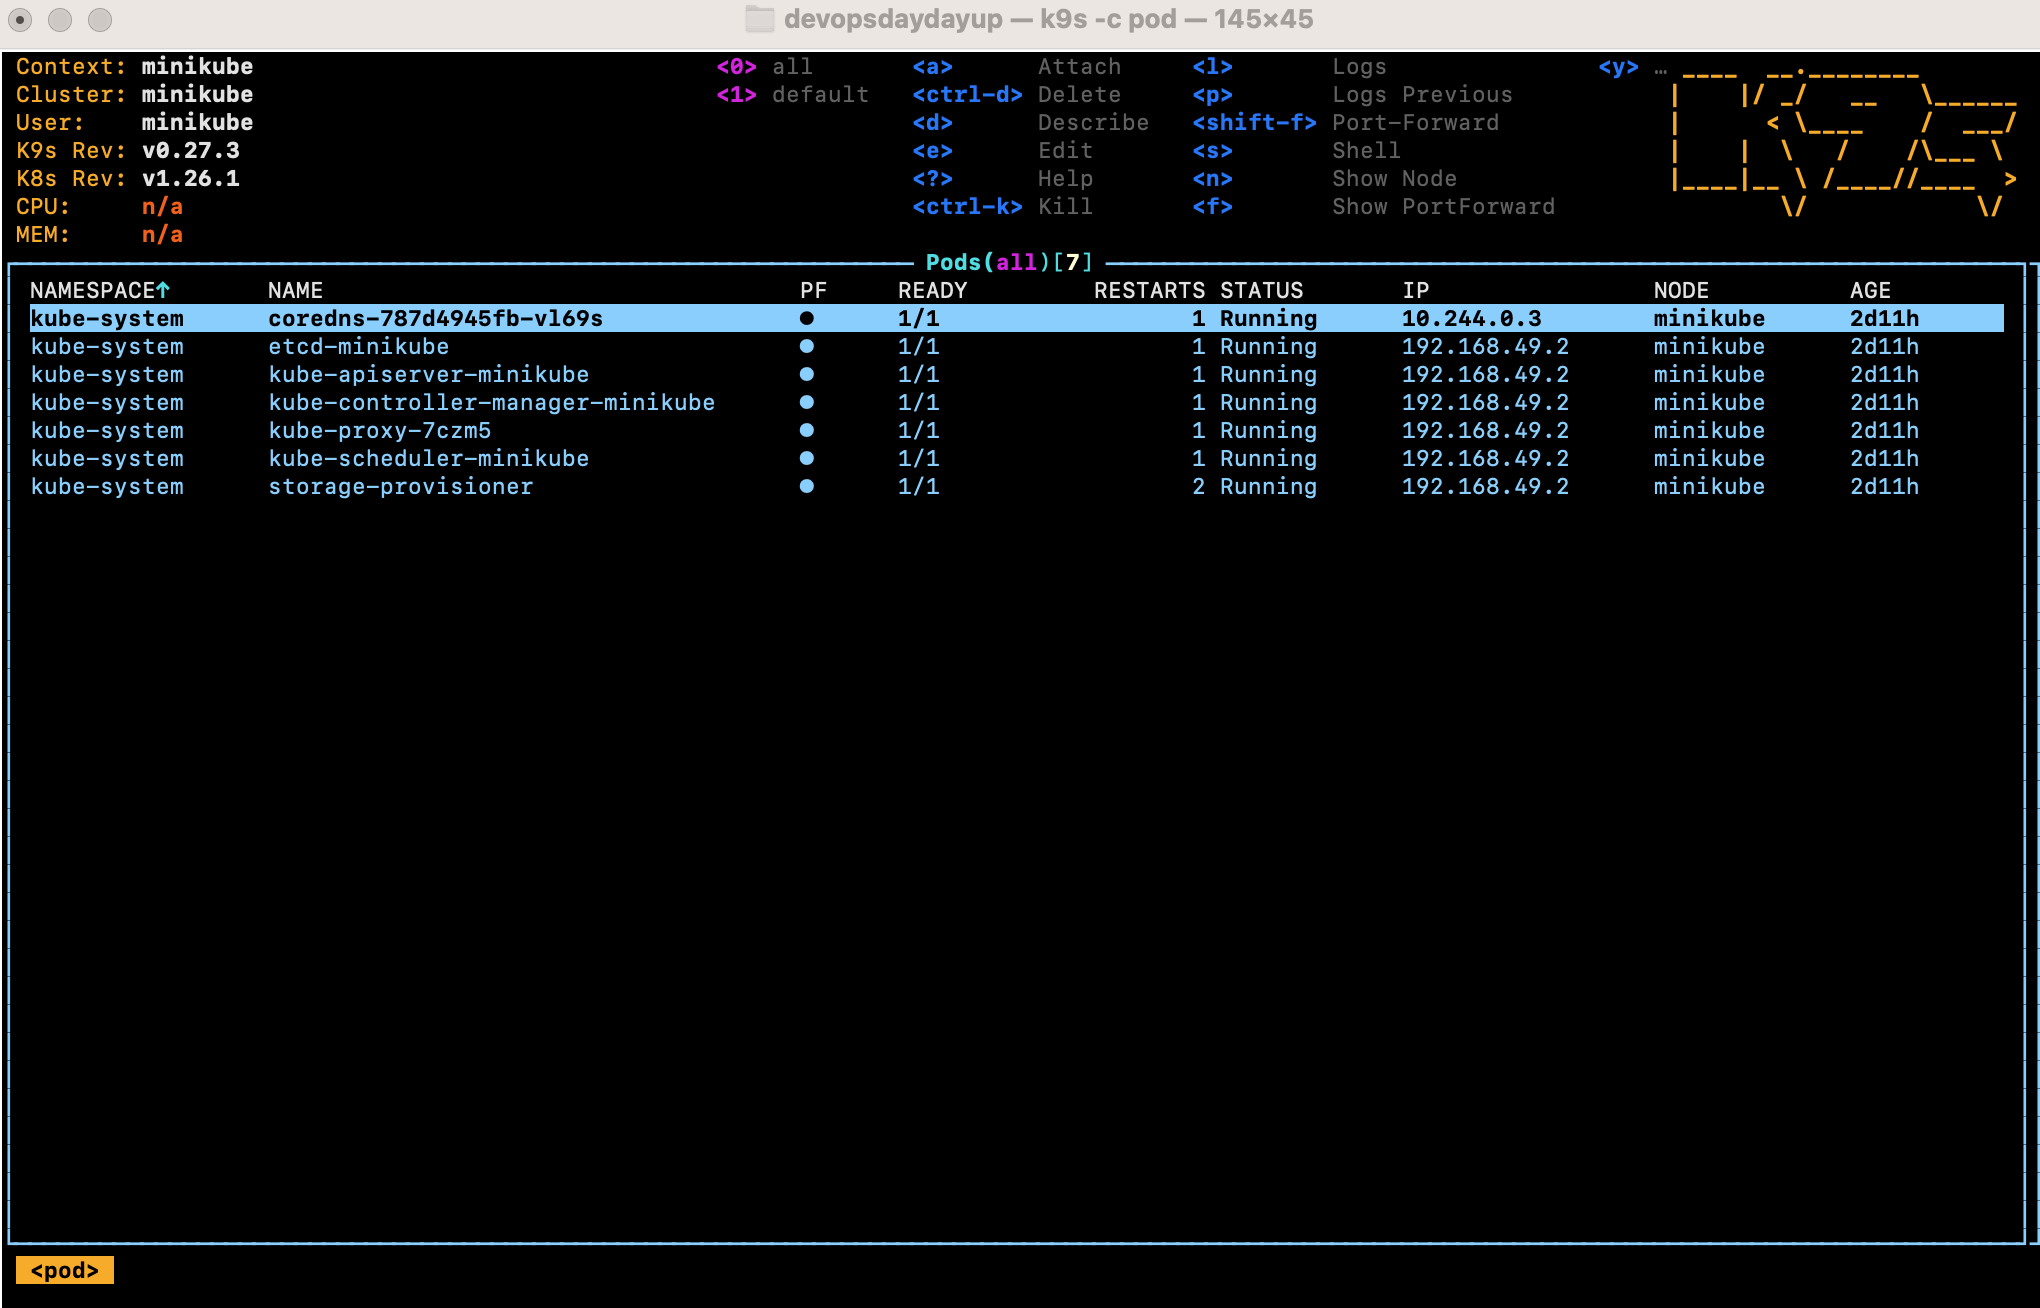 devopsdaydayup — k9s -c pod — 145×45
Context: minikube <0> all <a> Attach <l> Logs <y> …
Cluster: minikube <1> default <ctrl-d> Delete <p> Logs Previous
User: minikube <d> Describe <shift-f> Port-Forward
K9s Rev: v0.27.3 <e> Edit <s> Shell
K8s Rev: v1.26.1 <?> Help <n> Show Node
CPU: n/a <ctrl-k> Kill <f> Show PortForward
MEM: n/a
Pods(all)[7]
NAMESPACE↑ NAME PF READY RESTARTS STATUS IP NODE AGE
kube-system coredns-787d4945fb-vl69s ● 1/1 1 Running 10.244.0.3 minikube 2d11h
kube-system etcd-minikube ● 1/1 1 Running 192.168.49.2 minikube 2d11h
kube-system kube-apiserver-minikube ● 1/1 1 Running 192.168.49.2 minikube 2d11h
kube-system kube-controller-manager-minikube ● 1/1 1 Running 192.168.49.2 minikube 2d11h
kube-system kube-proxy-7czm5 ● 1/1 1 Running 192.168.49.2 minikube 2d11h
kube-system kube-scheduler-minikube ● 1/1 1 Running 192.168.49.2 minikube 2d11h
kube-system storage-provisioner ● 1/1 2 Running 192.168.49.2 minikube 2d11h
<pod>